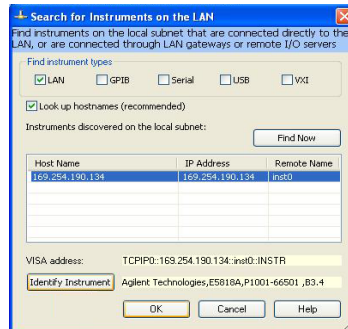 Search for Instruments on the LAN
Find instruments on the local subnet that are connected directly to the
LAN, or are connected through LAN gateways or remote I/O servers
Find instrument types
LAN GPIB Serial USB VXI
Look up hostnames (recommended)
Instruments discovered on the local subnet:
Find Now
Host Name IP Address Remote Name
169.254.190.134 169.254.190.134 inst0
VISA address: TCPIP0::169.254.190.134::inst0::INSTR
Identify Instrument Agilent Technologies,E5818A,P1001-66501 ,B3.4
OK Cancel Help